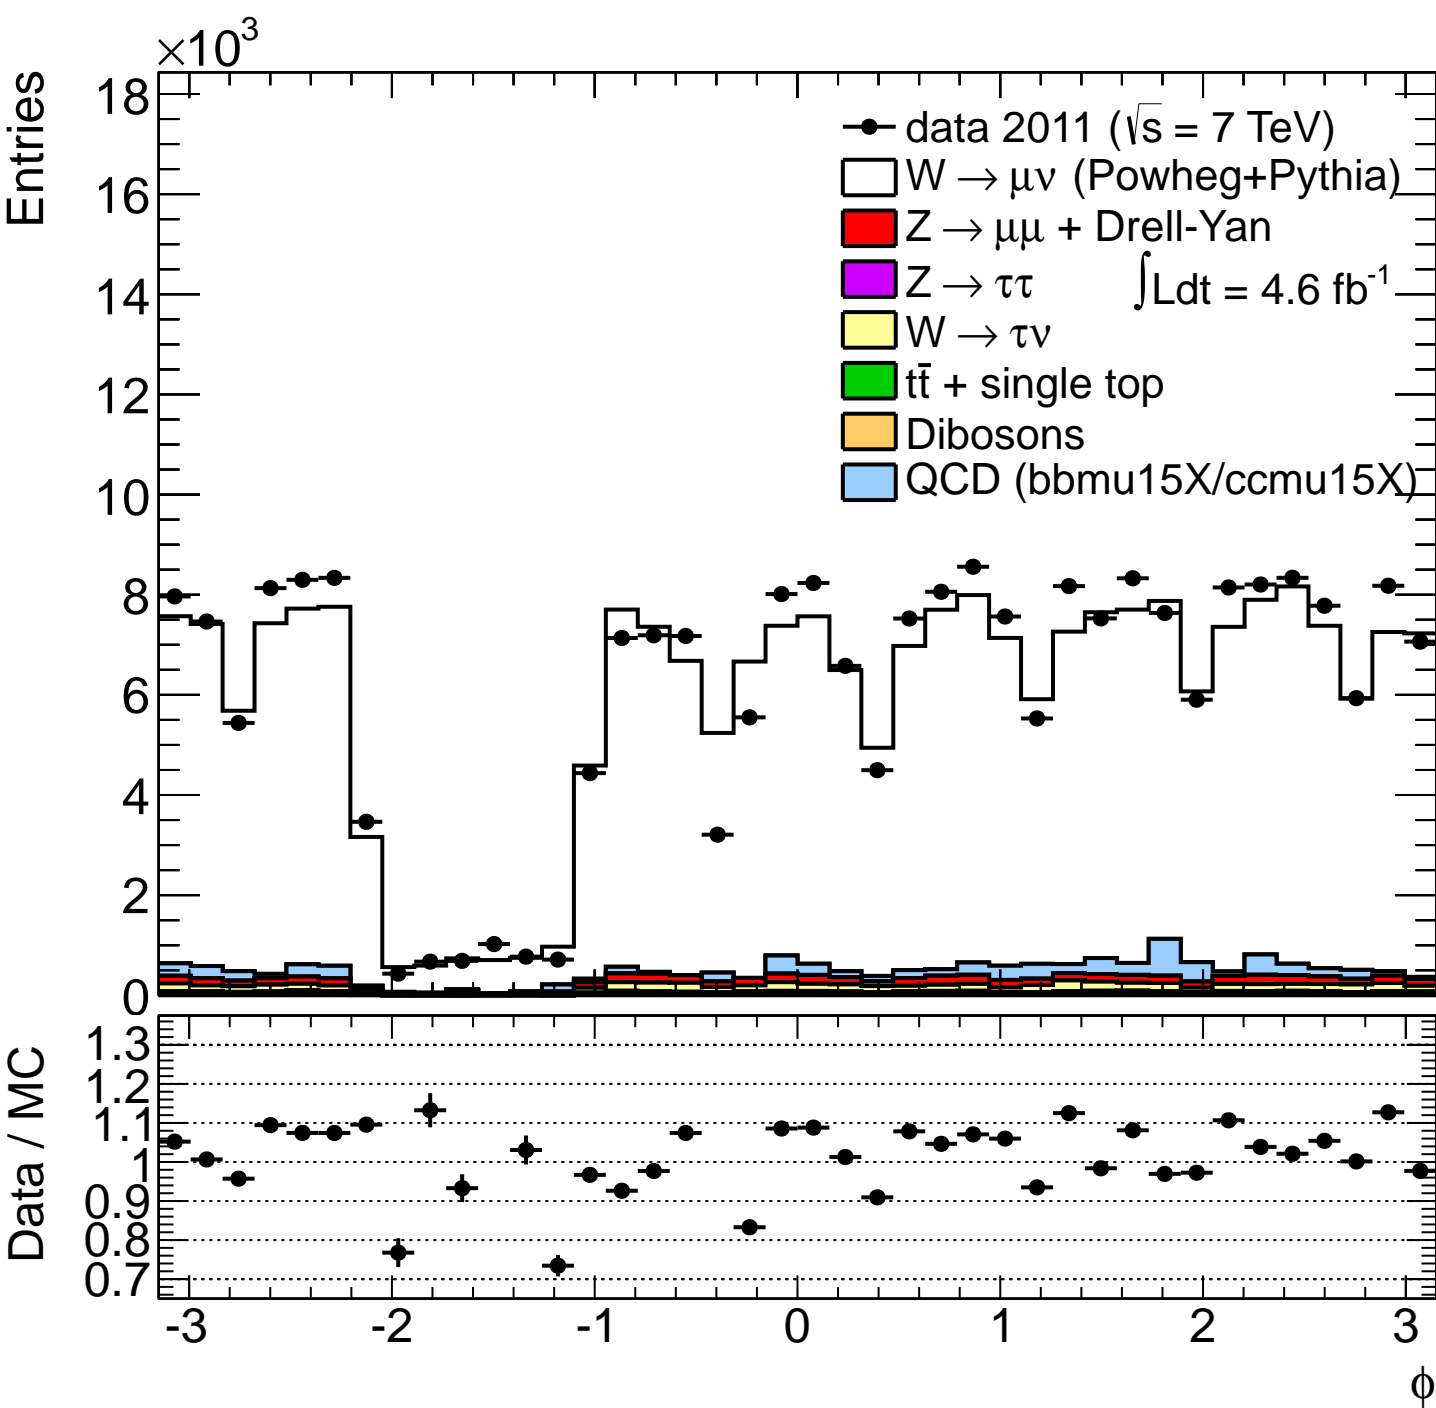 ×10³
Entries
18
16
14
12
10
8
6
4
2
0
data 2011 (√s = 7 TeV)
W → μν (Powheg+Pythia)
Z → μμ + Drell-Yan
Z → ττ
∫Ldt = 4.6 fb⁻¹
W → τν
tt̄ + single top
Dibosons
QCD (bbmu15X/ccmu15X)
Data / MC
1.3
1.2
1.1
1
0.9
0.8
0.7
-3 -2 -1 0 1 2 3
ϕ